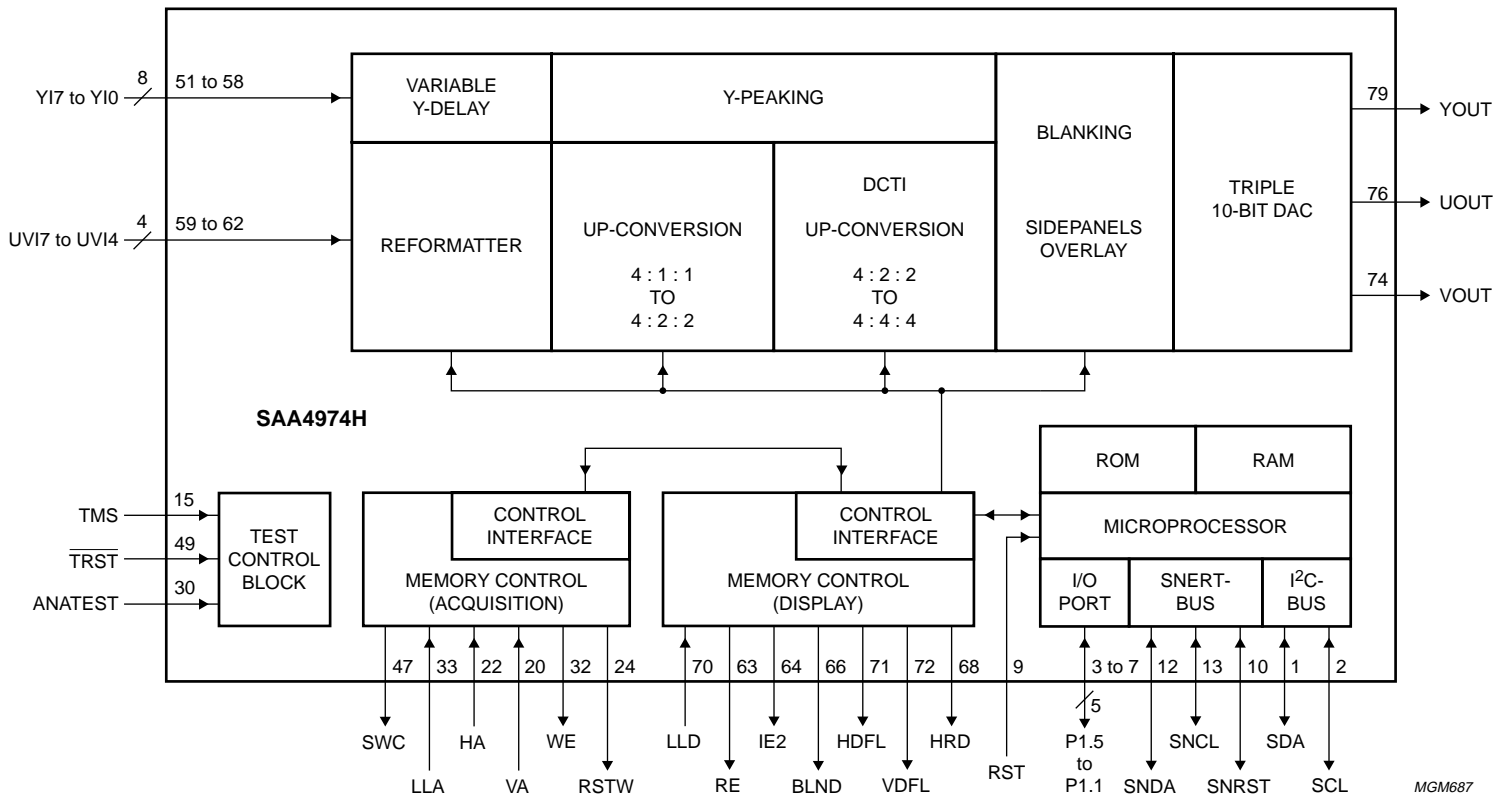 8
51 to 58
YI7 to YI0
VARIABLE
Y-DELAY
Y-PEAKING
BLANKING
79
YOUT
4
59 to 62
UVI7 to UVI4
REFORMATTER
UP-CONVERSION
4 : 1 : 1
TO
4 : 2 : 2
DCTI
UP-CONVERSION
4 : 2 : 2
TO
4 : 4 : 4
SIDEPANELS
OVERLAY
TRIPLE
10-BIT DAC
76
UOUT
74
VOUT
SAA4974H
TMS
15
TRST
49
ANATEST
30
TEST
CONTROL
BLOCK
CONTROL
INTERFACE
MEMORY CONTROL
(ACQUISITION)
CONTROL
INTERFACE
MEMORY CONTROL
(DISPLAY)
ROM
RAM
MICROPROCESSOR
I/O
PORT
SNERT-
BUS
I2C-
BUS
47
33
22
20
32
24
70
63
64
66
71
72
68
9
3 to 7
12
13
10
1
2
5
SWC
LLA
HA
VA
WE
RSTW
LLD
RE
IE2
BLND
HDFL
VDFL
HRD
RST
P1.5
to
P1.1
SNDA
SNCL
SNRST
SDA
SCL
MGM687